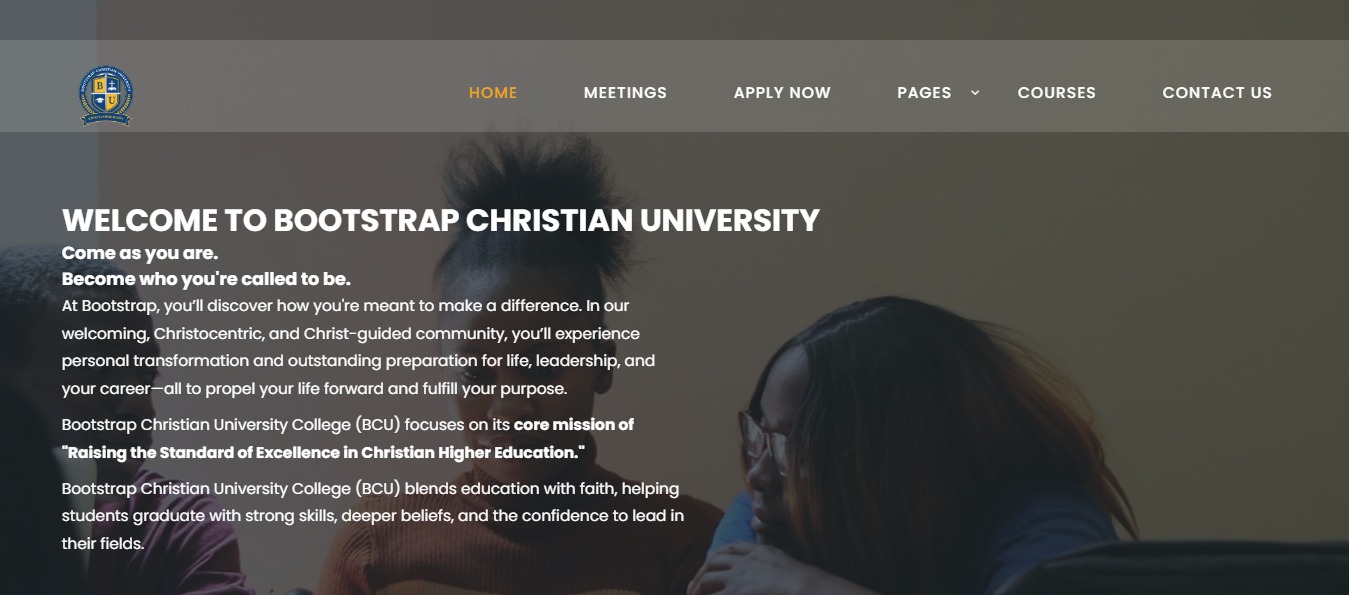 HOME MEETINGS APPLY NOW PAGES COURSES CONTACT US
B
U
WELCOME TO BOOTSTRAP CHRISTIAN UNIVERSITY
Come as you are.
Become who you're called to be.
At Bootstrap, you’ll discover how you're meant to make a difference. In our
welcoming, Christocentric, and Christ-guided community, you’ll experience
personal transformation and outstanding preparation for life, leadership, and
your career—all to propel your life forward and fulfill your purpose.
Bootstrap Christian University College (BCU) focuses on its core mission of
"Raising the Standard of Excellence in Christian Higher Education."
Bootstrap Christian University College (BCU) blends education with faith, helping
students graduate with strong skills, deeper beliefs, and the confidence to lead in
their fields.